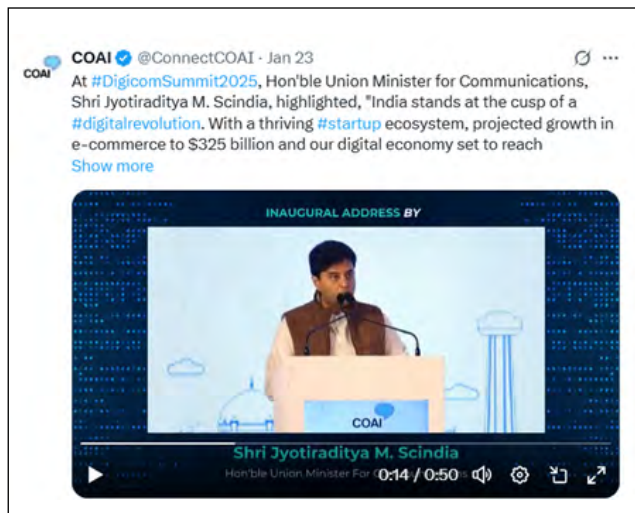 COAI @ConnectCOAI · Jan 23
COAI
At #DigicomSummit2025, Hon'ble Union Minister for Communications,
Shri Jyotiraditya M. Scindia, highlighted, "India stands at the cusp of a
#digitalrevolution. With a thriving #startup ecosystem, projected growth in
e-commerce to $325 billion and our digital economy set to reach
Show more
INAUGURAL ADDRESS BY
COAI
Shri Jyotiraditya M. Scindia
Hon'ble Union Minister For
0:14 / 0:50